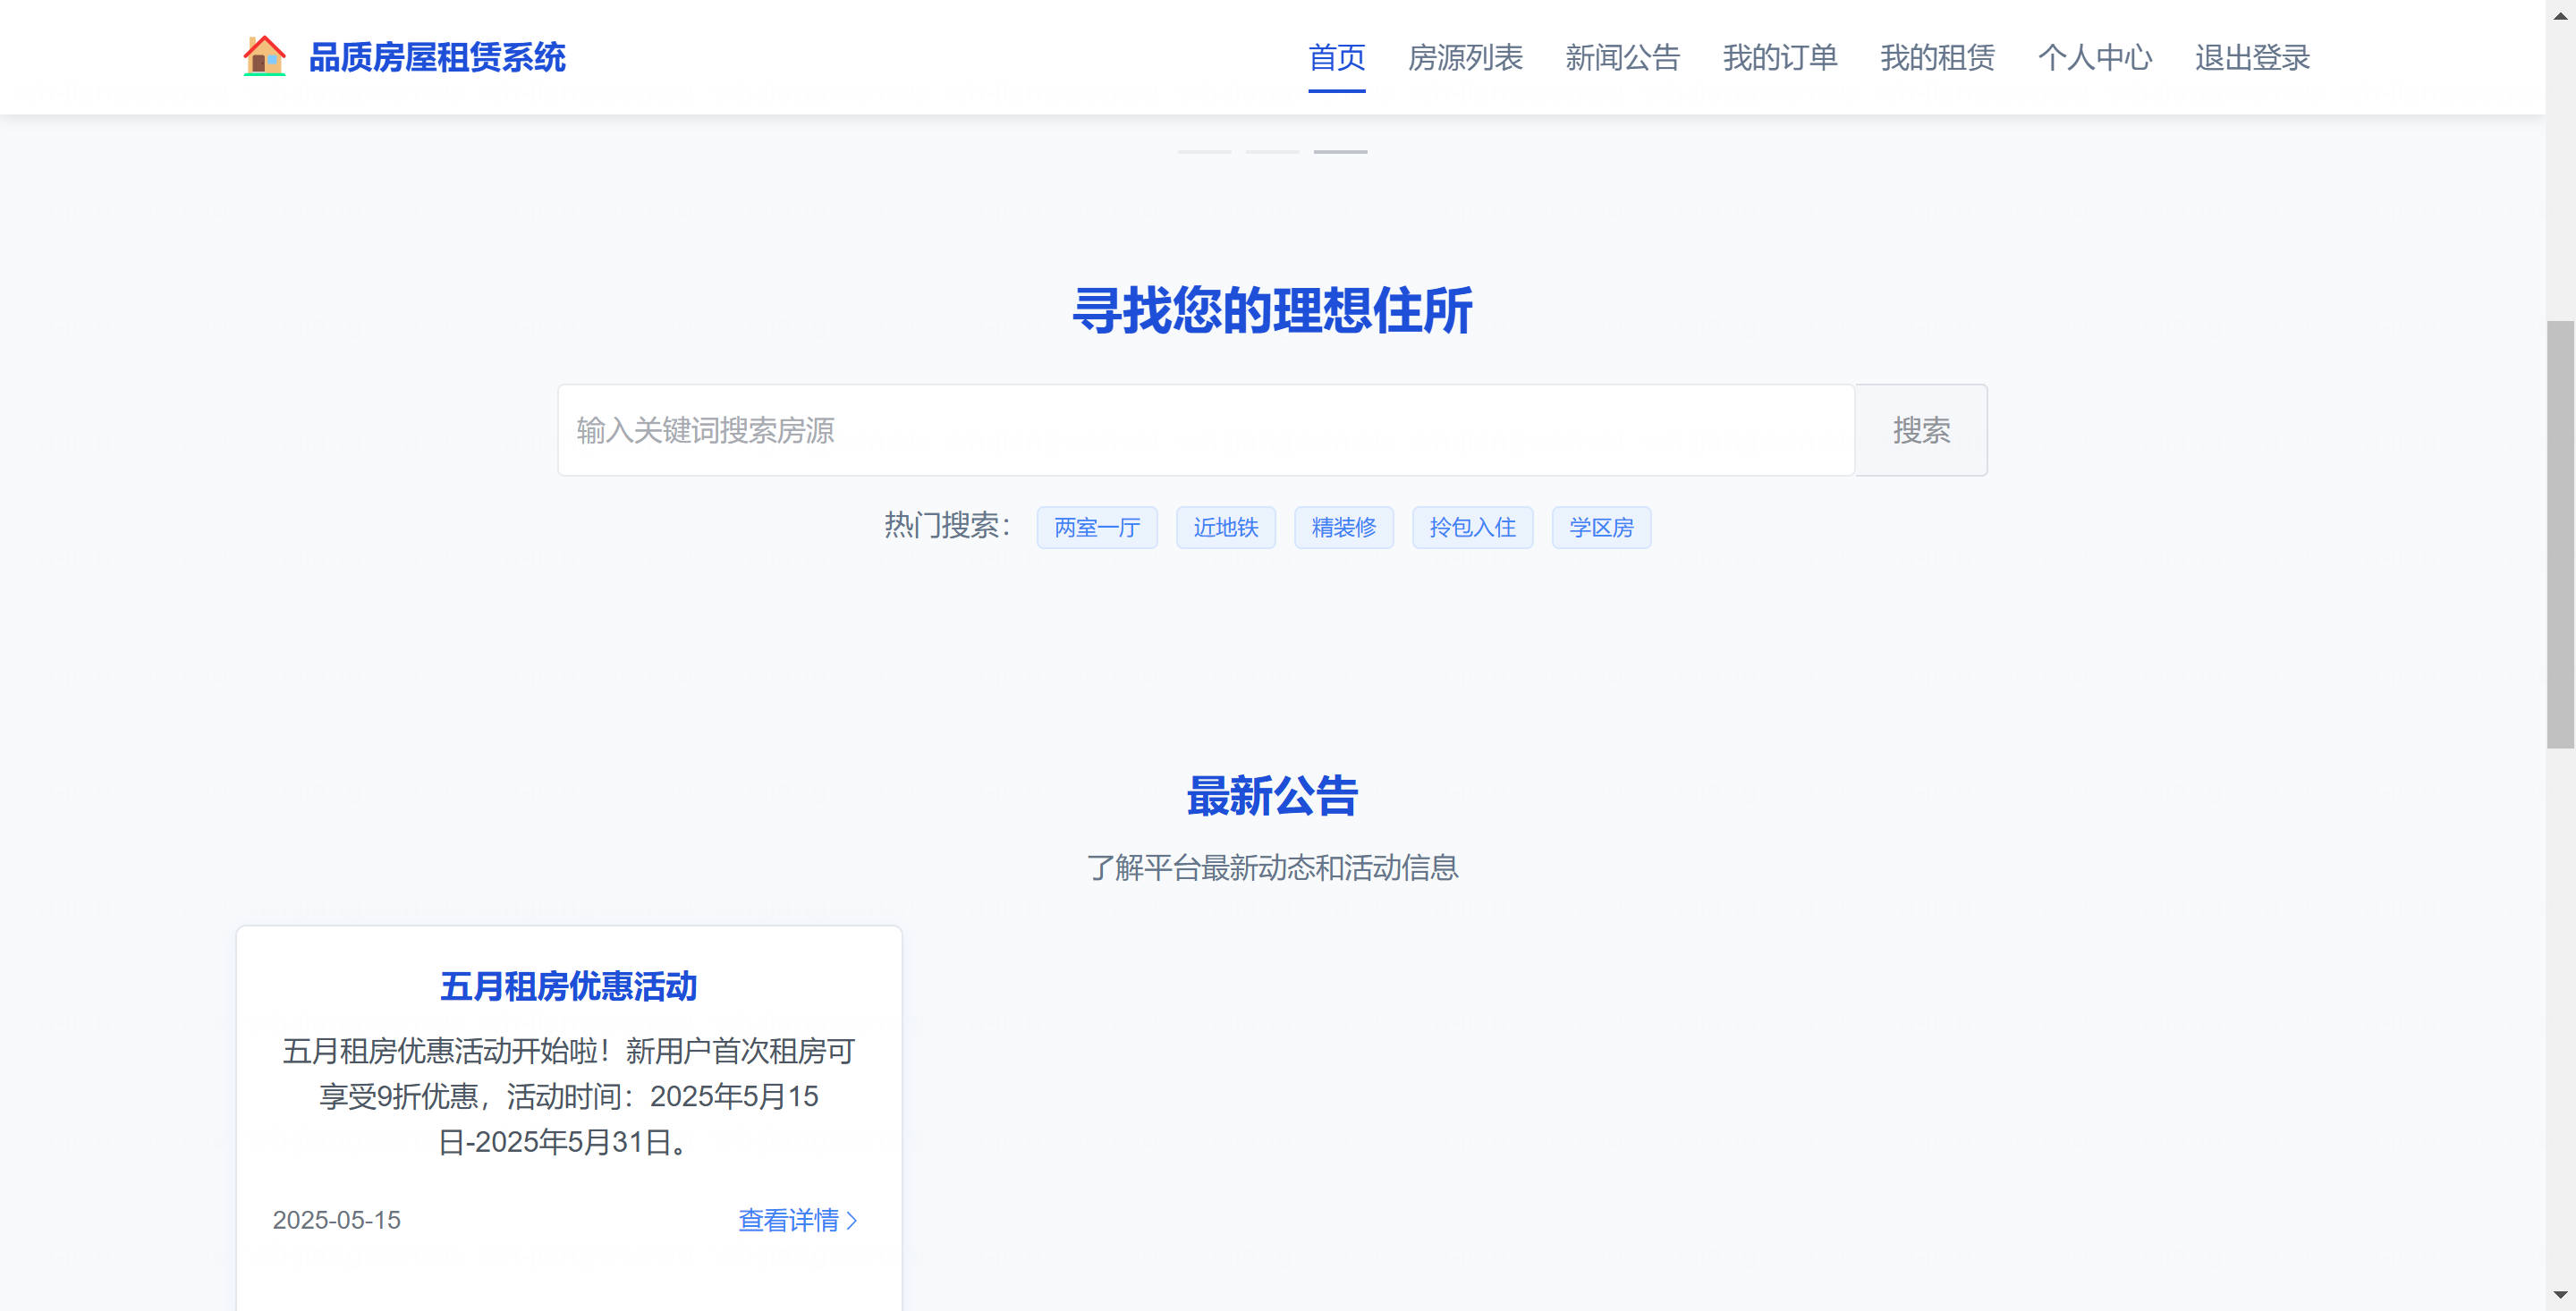 品质房屋租赁系统
首页 房源列表 新闻公告 我的订单 我的租赁 个人中心 退出登录
寻找您的理想住所
输入关键词搜索房源 搜索
热门搜索： 两室一厅 近地铁 精装修 拎包入住 学区房
最新公告
了解平台最新动态和活动信息
五月租房优惠活动
五月租房优惠活动开始啦！新用户首次租房可
享受9折优惠，活动时间：2025年5月15
日-2025年5月31日。
2025-05-15 查看详情